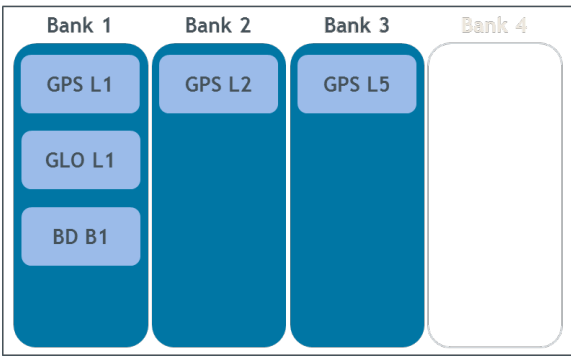 Bank 1 Bank 2 Bank 3 Bank 4
GPS L1 GPS L2 GPS L5
GLO L1
BD B1